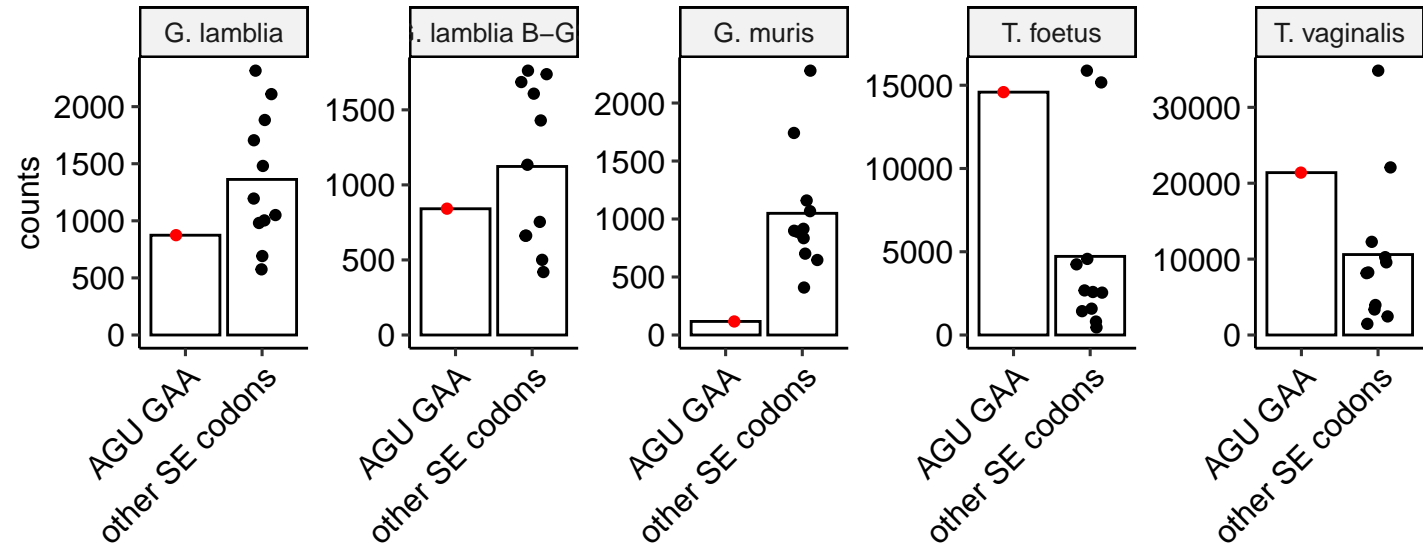 G. lamblia
. lamblia B−G
G. muris
T. foetus
T. vaginalis
counts
2000
1500
1000
500
0
1500
1000
500
0
2000
1500
1000
500
0
15000
10000
5000
0
30000
20000
10000
0
AGU GAA
other SE codons
AGU GAA
other SE codons
AGU GAA
other SE codons
AGU GAA
other SE codons
AGU GAA
other SE codons